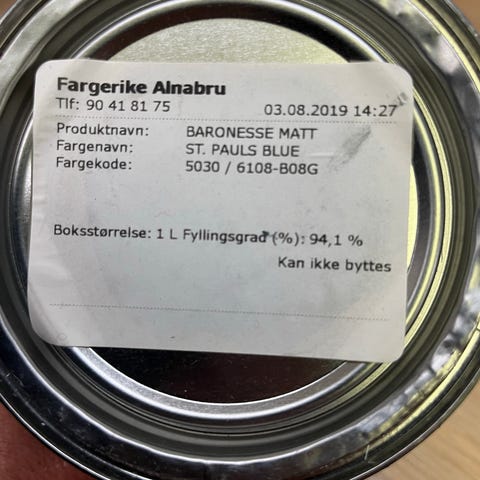 Fargerike Alnabru
Tlf: 90 41 81 75 03.08.2019 14:27
Produktnavn: BARONESSE MATT
Fargenavn: ST. PAULS BLUE
Fargekode: 5030 / 6108-B08G
Boksstørrelse: 1 L Fyllingsgrad (%): 94,1 %
Kan ikke byttes